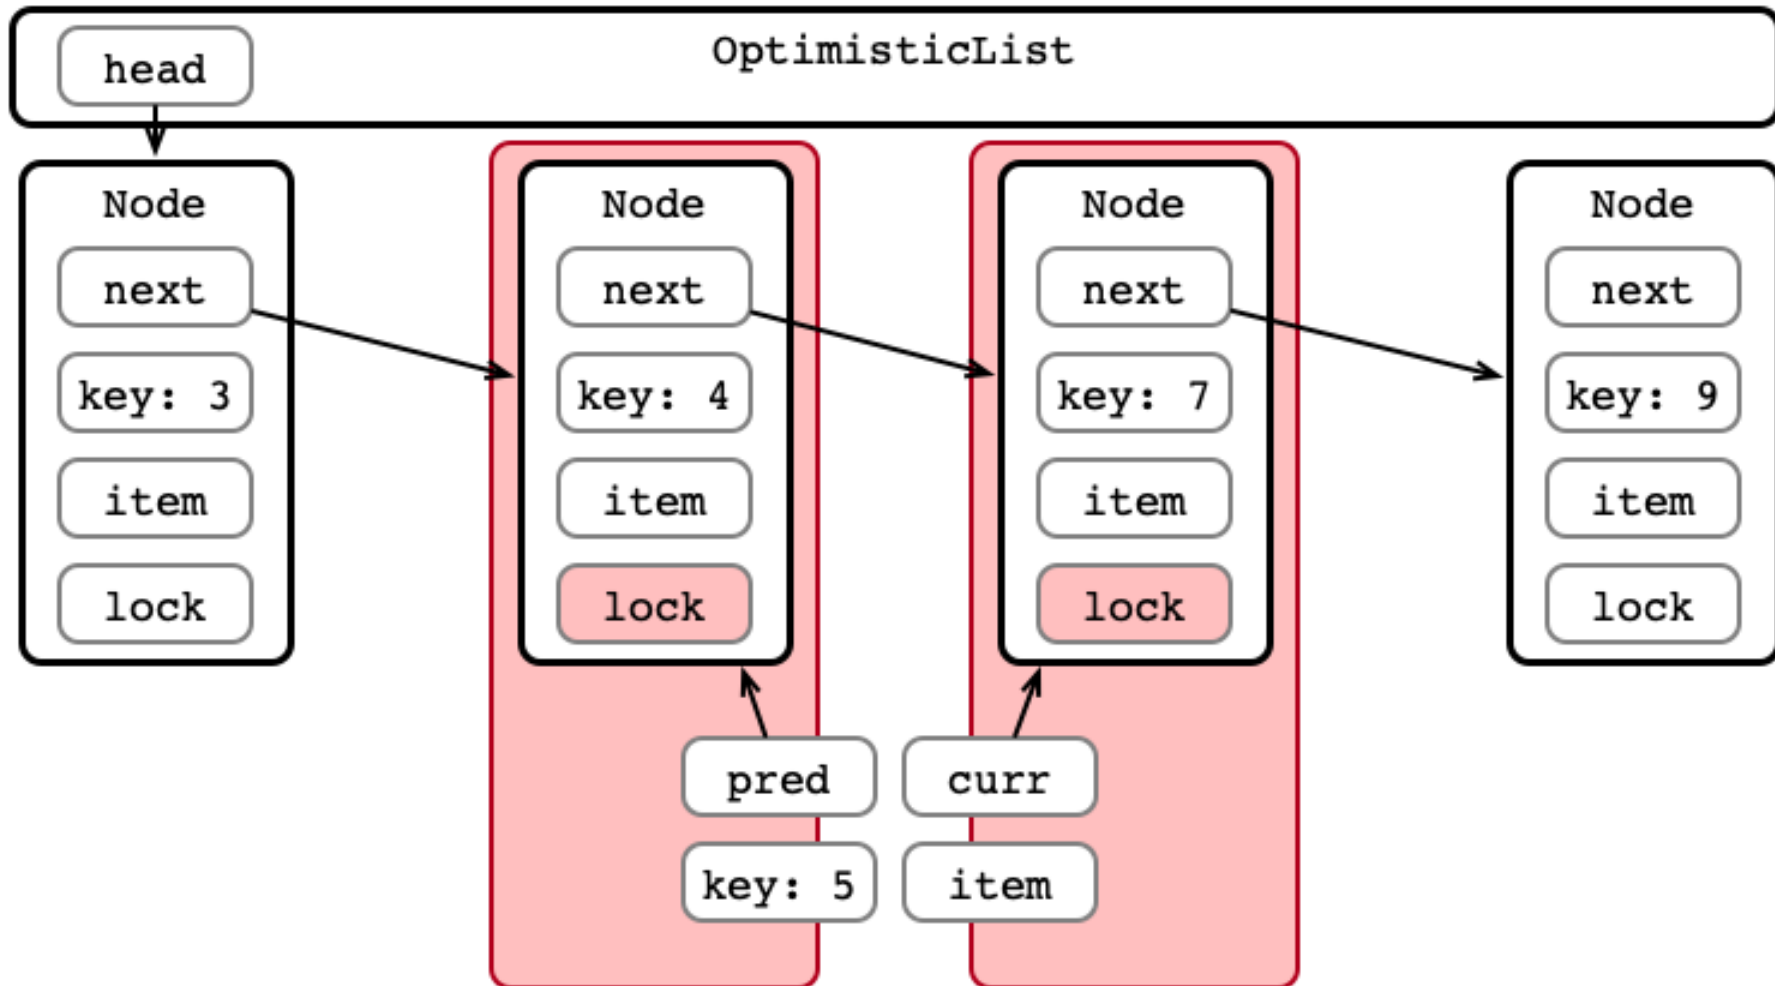 OptimisticList
head
Node
next
key: 3
item
lock
Node
next
key: 4
item
lock
Node
next
key: 7
item
lock
Node
next
key: 9
item
lock
pred
curr
key: 5
item